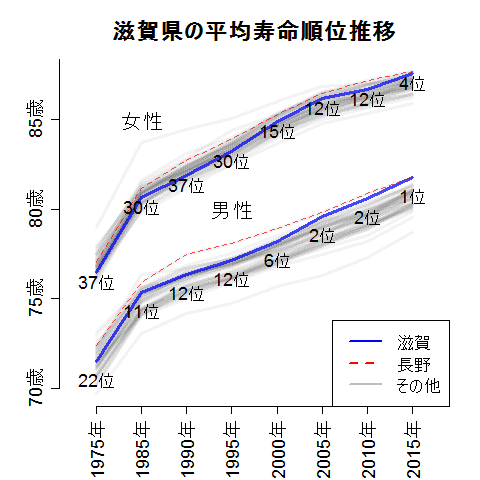 滋賀県の平均寿命順位推移
85歳
80歳
75歳
70歳
女性
37位
30位
37位
30位
15位
12位
12位
4位
男性
22位
11位
12位
12位
6位
2位
2位
1位
滋賀
長野
その他
1975年
1985年
1990年
1995年
2000年
2005年
2010年
2015年